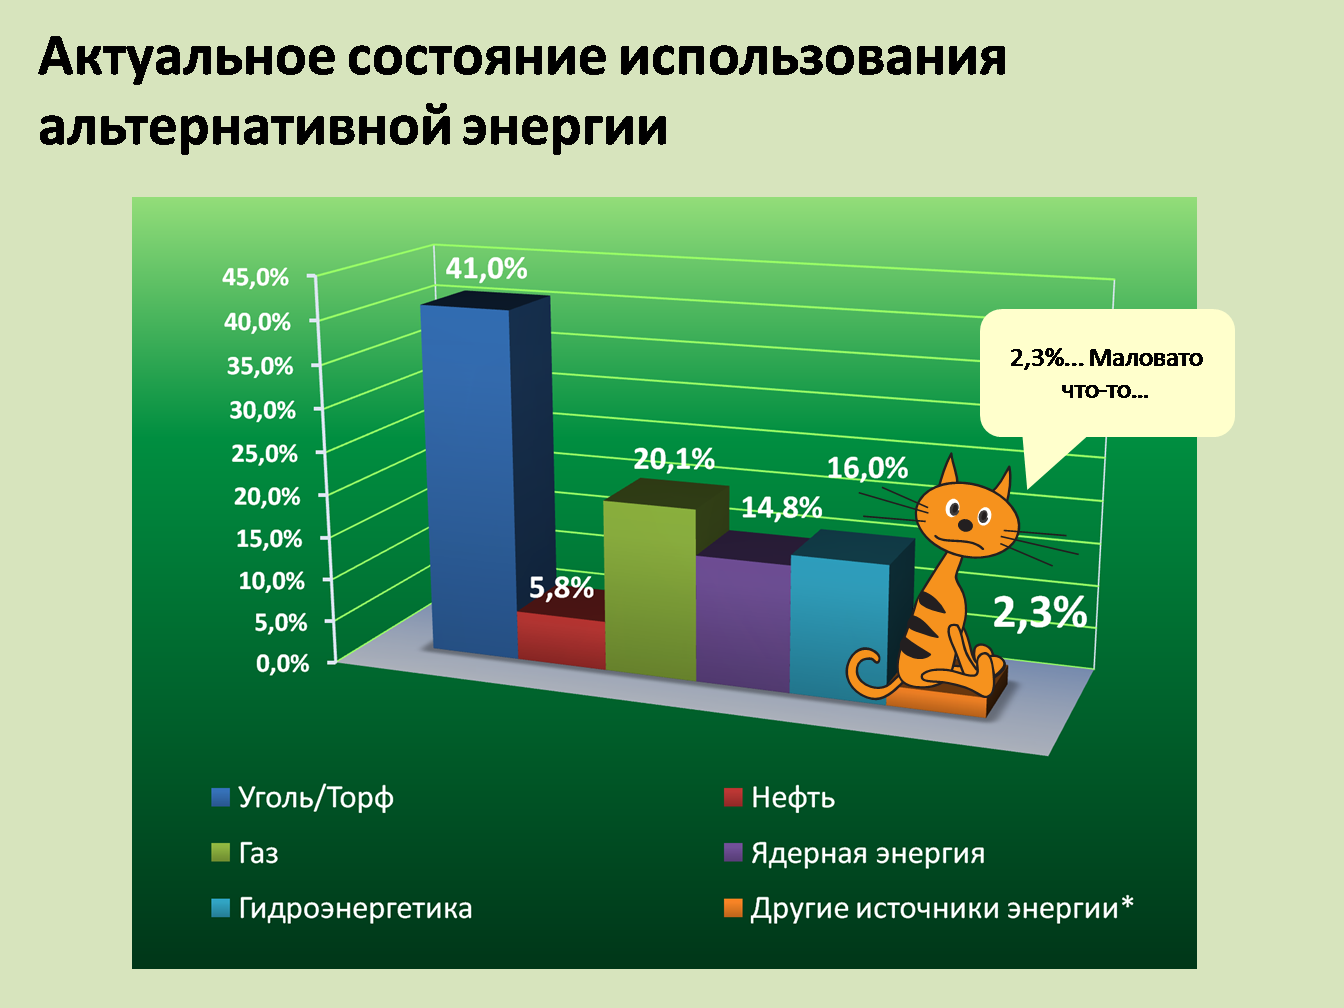 Актуальное состояние использования
альтернативной энергии
45,0%
40,0%
35,0%
30,0%
25,0%
20,0%
15,0%
10,0%
5,0%
0,0%
41,0%
5,8%
20,1%
14,8%
16,0%
2,3%
2,3%... Маловато
что-то...
Уголь/Торф
Нефть
Газ
Ядерная энергия
Гидроэнергетика
Другие источники энергии*